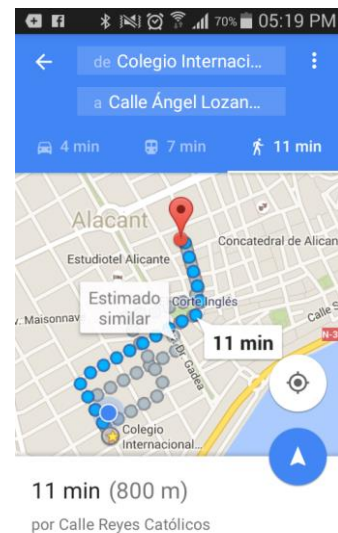 70% 05:19 PM
de Colegio Internaci...
a Calle Ángel Lozan...
4 min 7 min 11 min
Alacant
Concatedral de Alican
Estudiotel Alicante
Estimado
similar
Corte Inglés
v. Maisonnav
Calle S
11 min
N-3
Dr. Gadea
Colegio
Internacional...
11 min (800 m)
por Calle Reyes Católicos